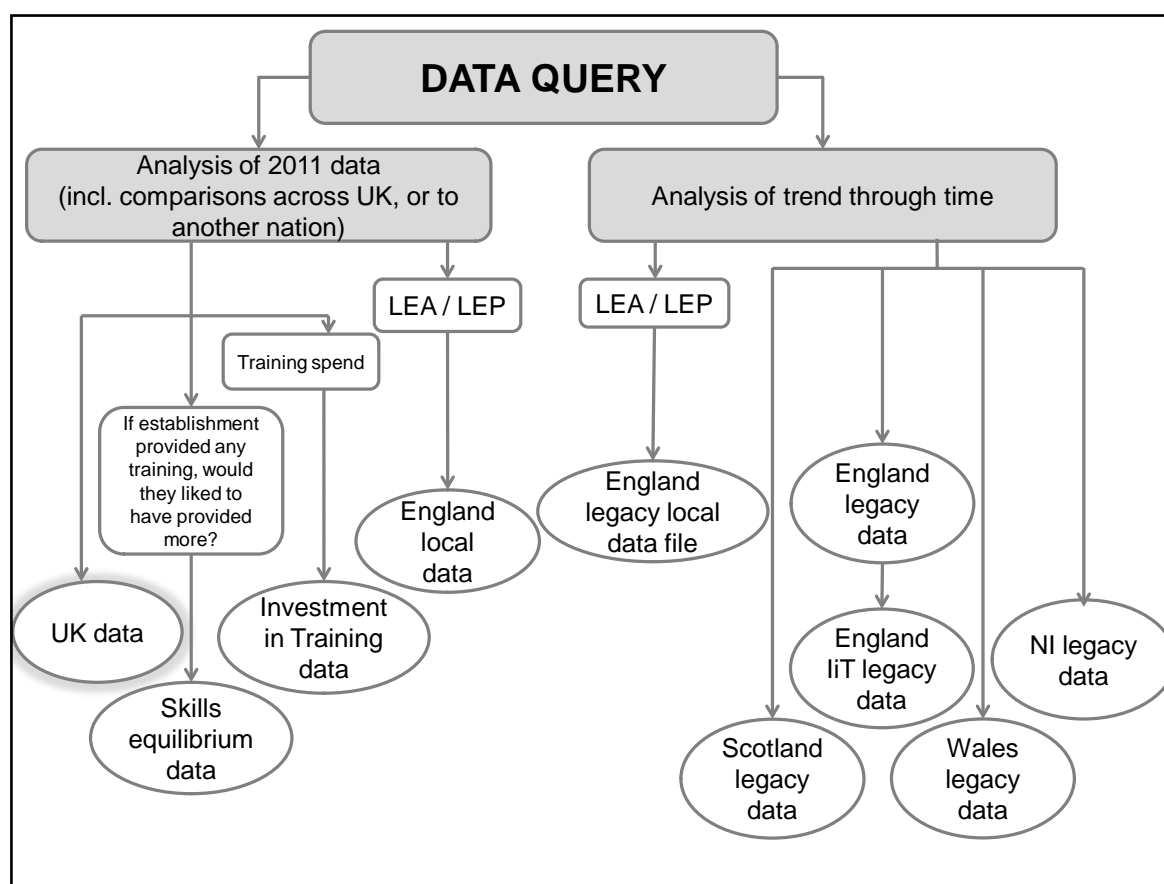 DATA QUERY
Analysis of 2011 data
(incl. comparisons across UK, or to
another nation)
Analysis of trend through time
LEA / LEP
LEA / LEP
Training spend
If establishment
provided any
training, would
they liked to
have provided
more?
England
local
data
England
legacy local
data file
England
legacy
data
UK data
Investment
in Training
data
England
IiT legacy
data
NI legacy
data
Skills
equilibrium
data
Scotland
legacy
data
Wales
legacy
data